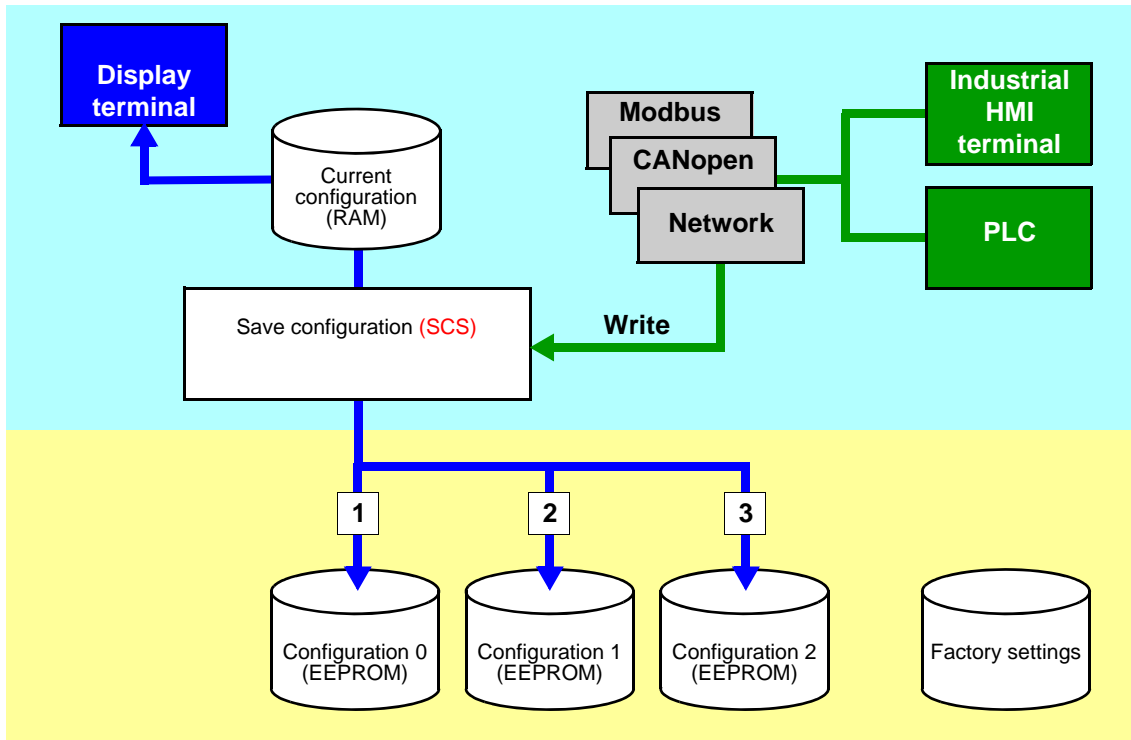 Display
terminal
Current
configuration
(RAM)
Modbus
CANopen
Network
Industrial
HMI
terminal
PLC
Save configuration (SCS)
Write
1
2
3
Configuration 0
(EEPROM)
Configuration 1
(EEPROM)
Configuration 2
(EEPROM)
Factory settings